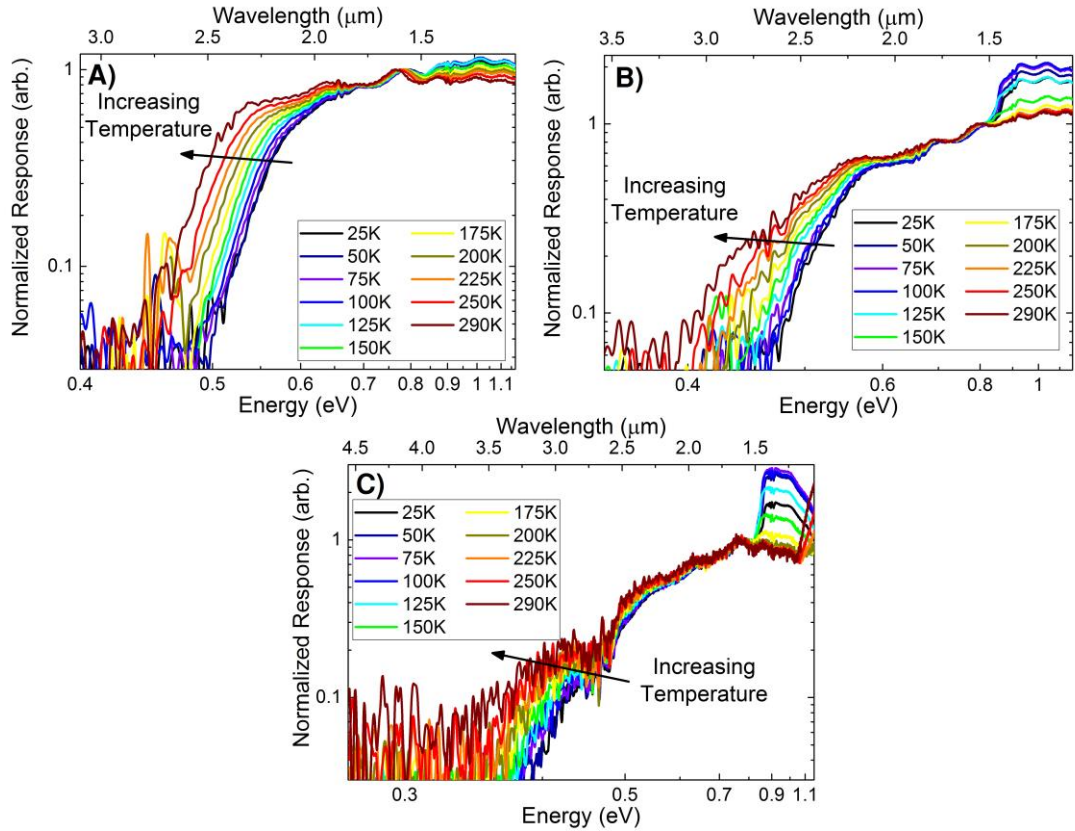 Wavelength (μm)
3.0 2.5 2.0 1.5
A)
Increasing
Temperature
Normalized Response (arb.)
1
0.1
25K 175K
50K 200K
75K 225K
100K 250K
125K 290K
150K
0.4 0.5 0.6 0.7 0.8 0.9 1 1.1
Energy (eV)
Wavelength (μm)
3.5 3.0 2.5 2.0 1.5
B)
Increasing
Temperature
Normalized Response (arb.)
1
0.1
25K 175K
50K 200K
75K 225K
100K 250K
125K 290K
150K
0.4 0.6 0.8 1
Energy (eV)
Wavelength (μm)
4.5 4.0 3.5 3.0 2.5 2.0 1.5
C)
Normalized Response (arb.)
1
0.1
25K 175K
50K 200K
75K 225K
100K 250K
125K 290K
150K
Increasing
Temperature
0.3 0.5 0.7 0.9 1.1
Energy (eV)